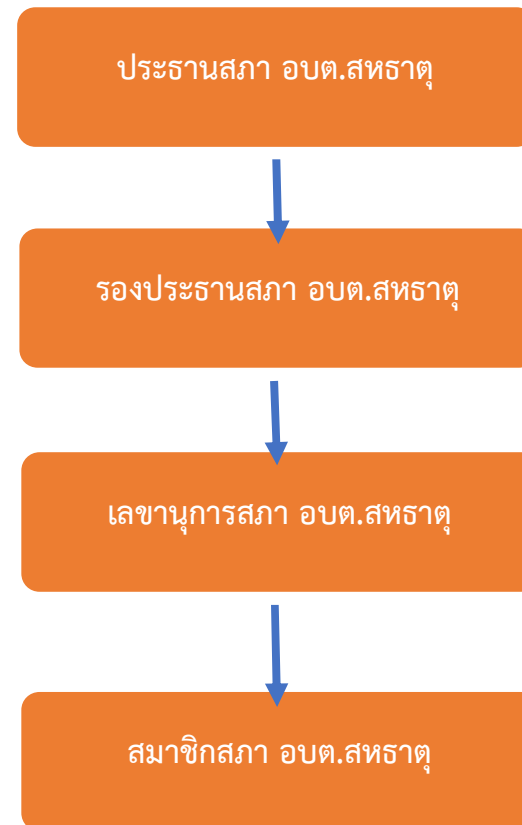 ประธานสภา อบต.สหธาตุ
รองประธานสภา อบต.สหธาตุ
เลขานุการสภา อบต.สหธาตุ
สมาชิกสภา อบต.สหธาตุ